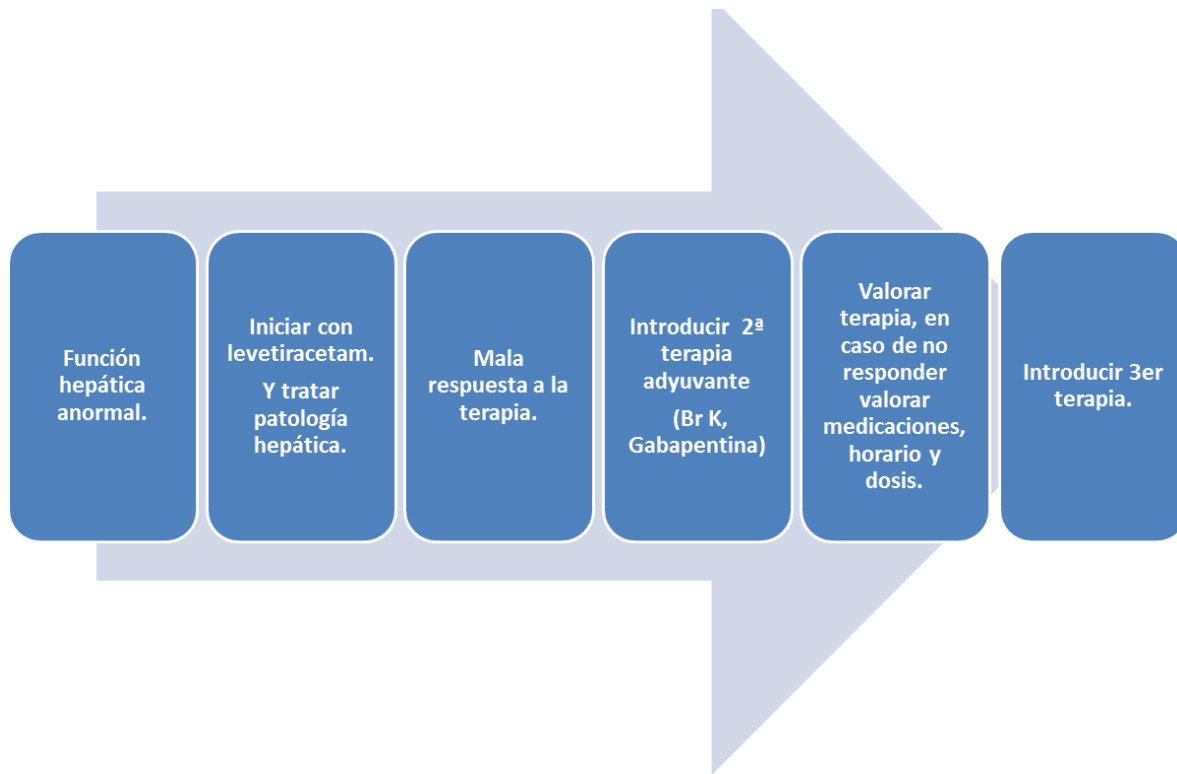 Función
hepática
anormal.
Iniciar con
levetiracetam.
Y tratar
patología
hepática.
Mala
respuesta a la
terapia.
Introducir 2ª
terapia
adyuvante
(Br K,
Gabapentina)
Valorar
terapia, en
caso de no
responder
valorar
medicaciones,
horario y
dosis.
Introducir 3er
terapia.